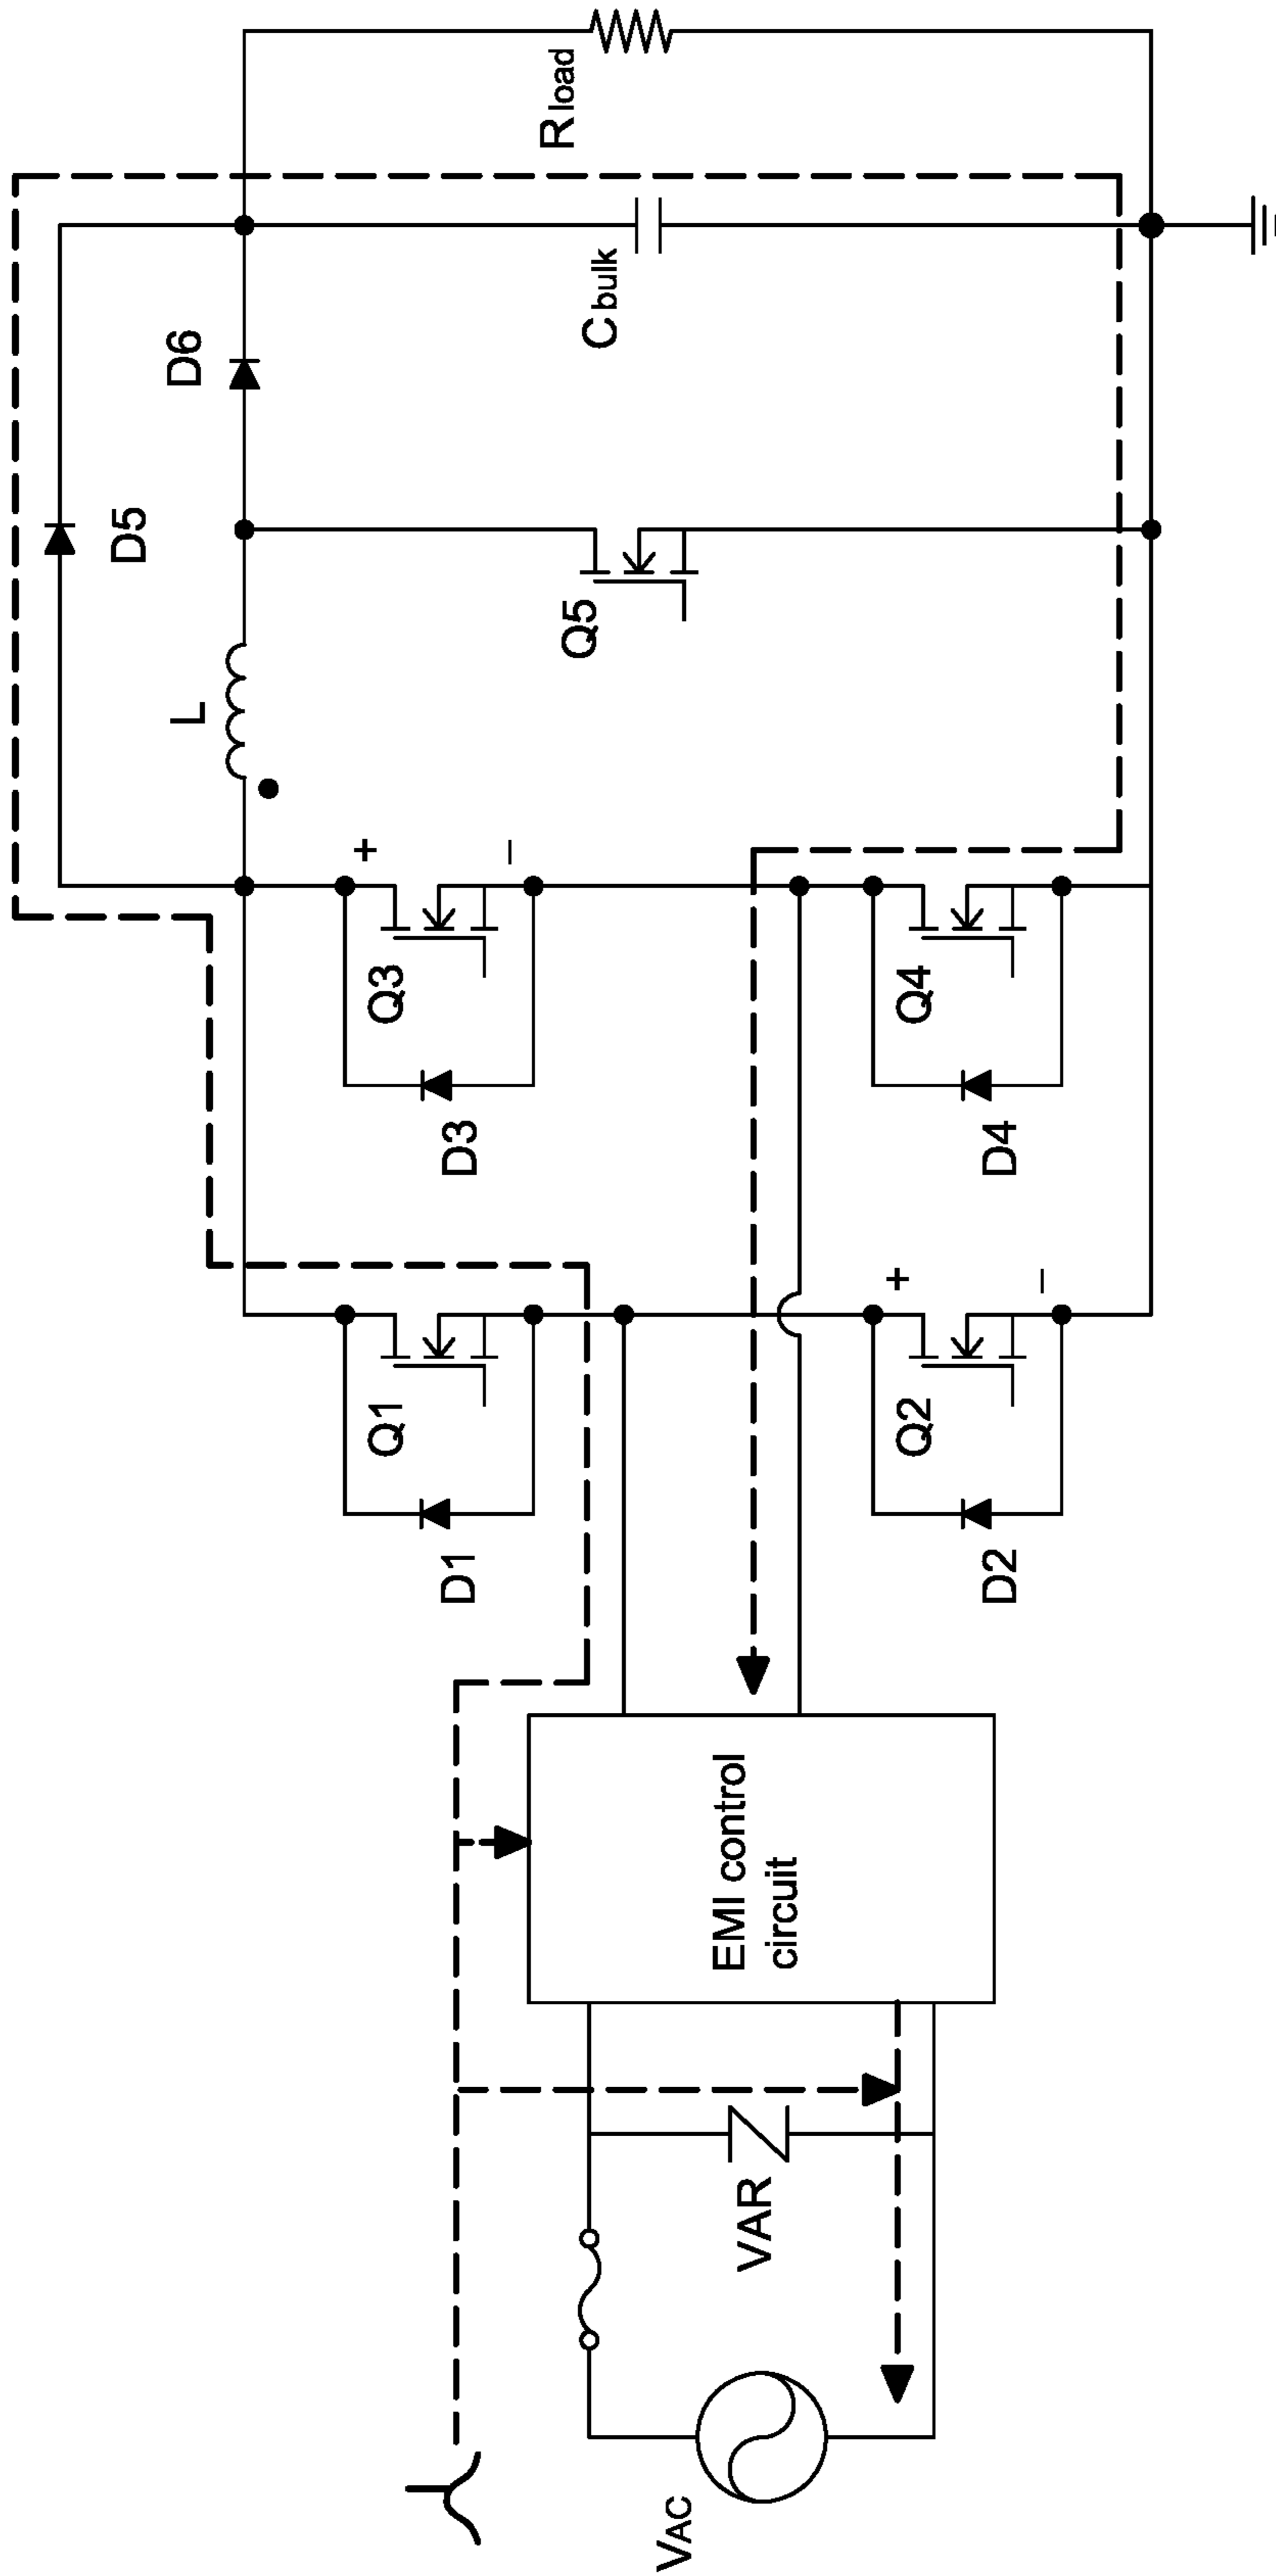 D5
L
D6
+
Q3
D3
−
Q1
D1
Q5
Cbulk
Rload
+
Q4
D4
+
Q2
D2
−
EMI control
circuit
VAR
VAC